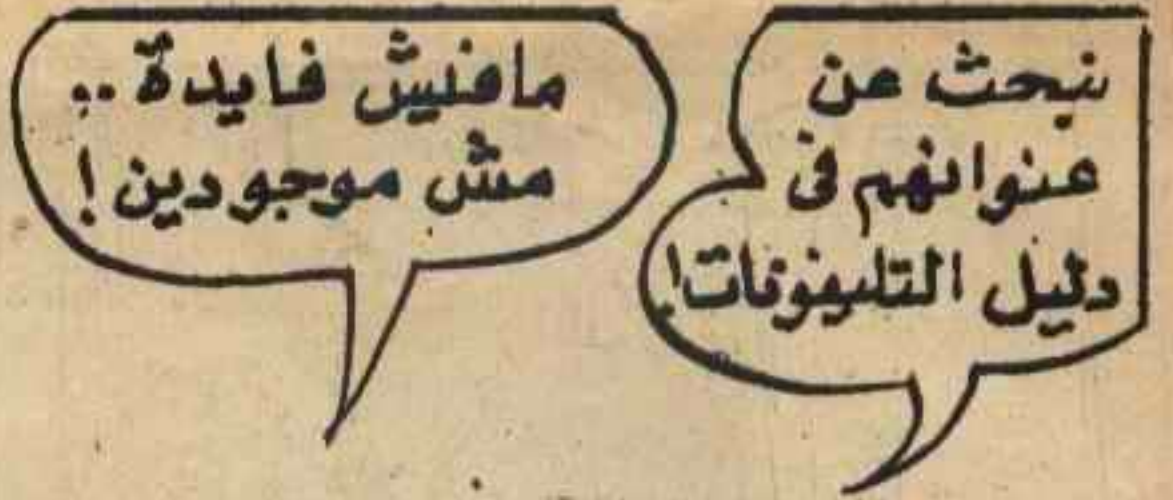 نبحث عن
عنوانهم فى
دليل التليفونات!
مافيش فايدة ..
مش موجودين !